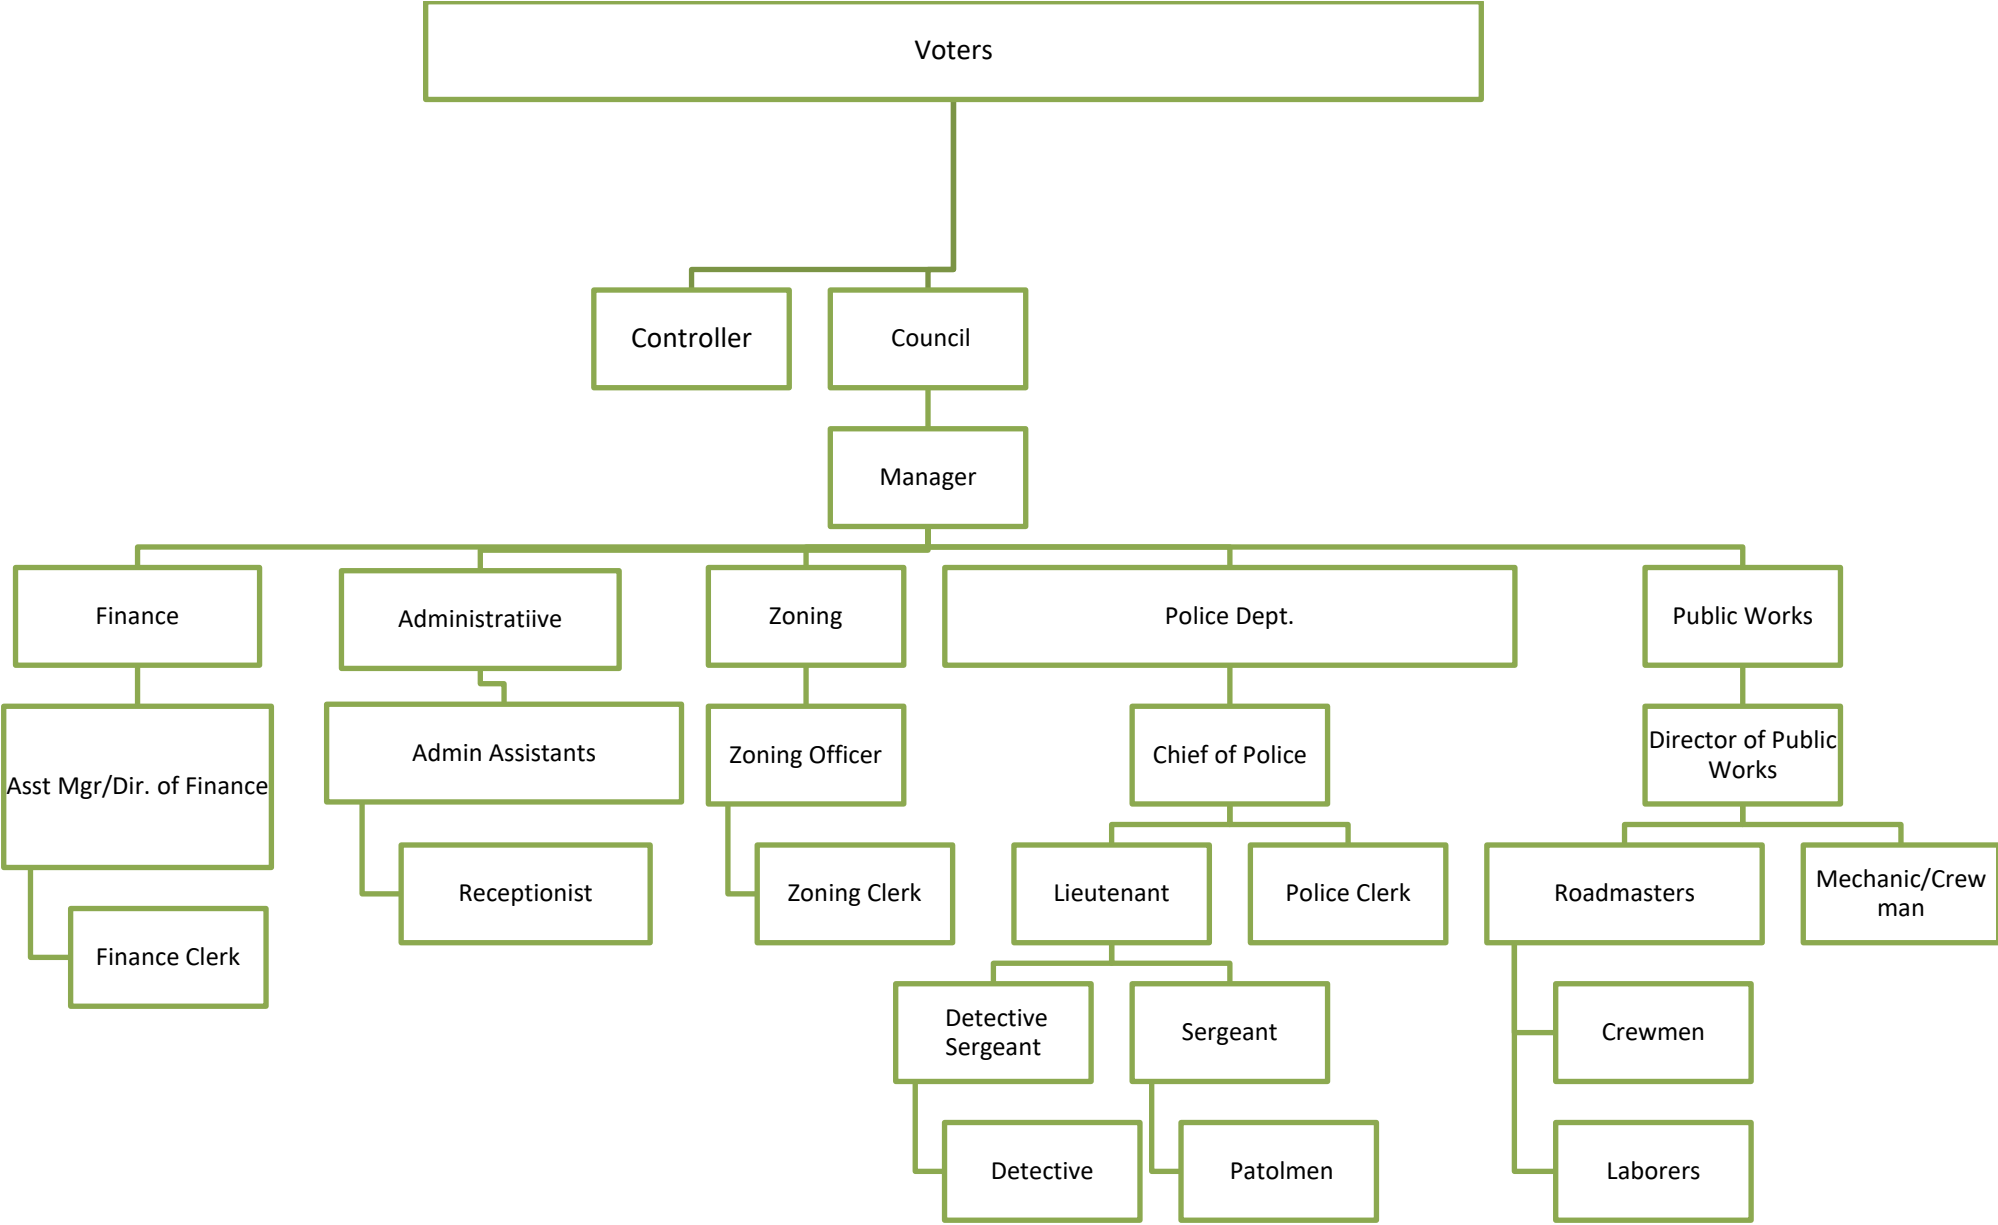 Voters
Controller
Council
Manager
Finance
Administratiive
Zoning
Police Dept.
Public Works
Asst Mgr/Dir. of Finance
Admin Assistants
Zoning Officer
Chief of Police
Director of Public
Works
Finance Clerk
Receptionist
Zoning Clerk
Lieutenant
Police Clerk
Roadmasters
Mechanic/Crew
man
Detective
Sergeant
Sergeant
Crewmen
Detective
Patolmen
Laborers